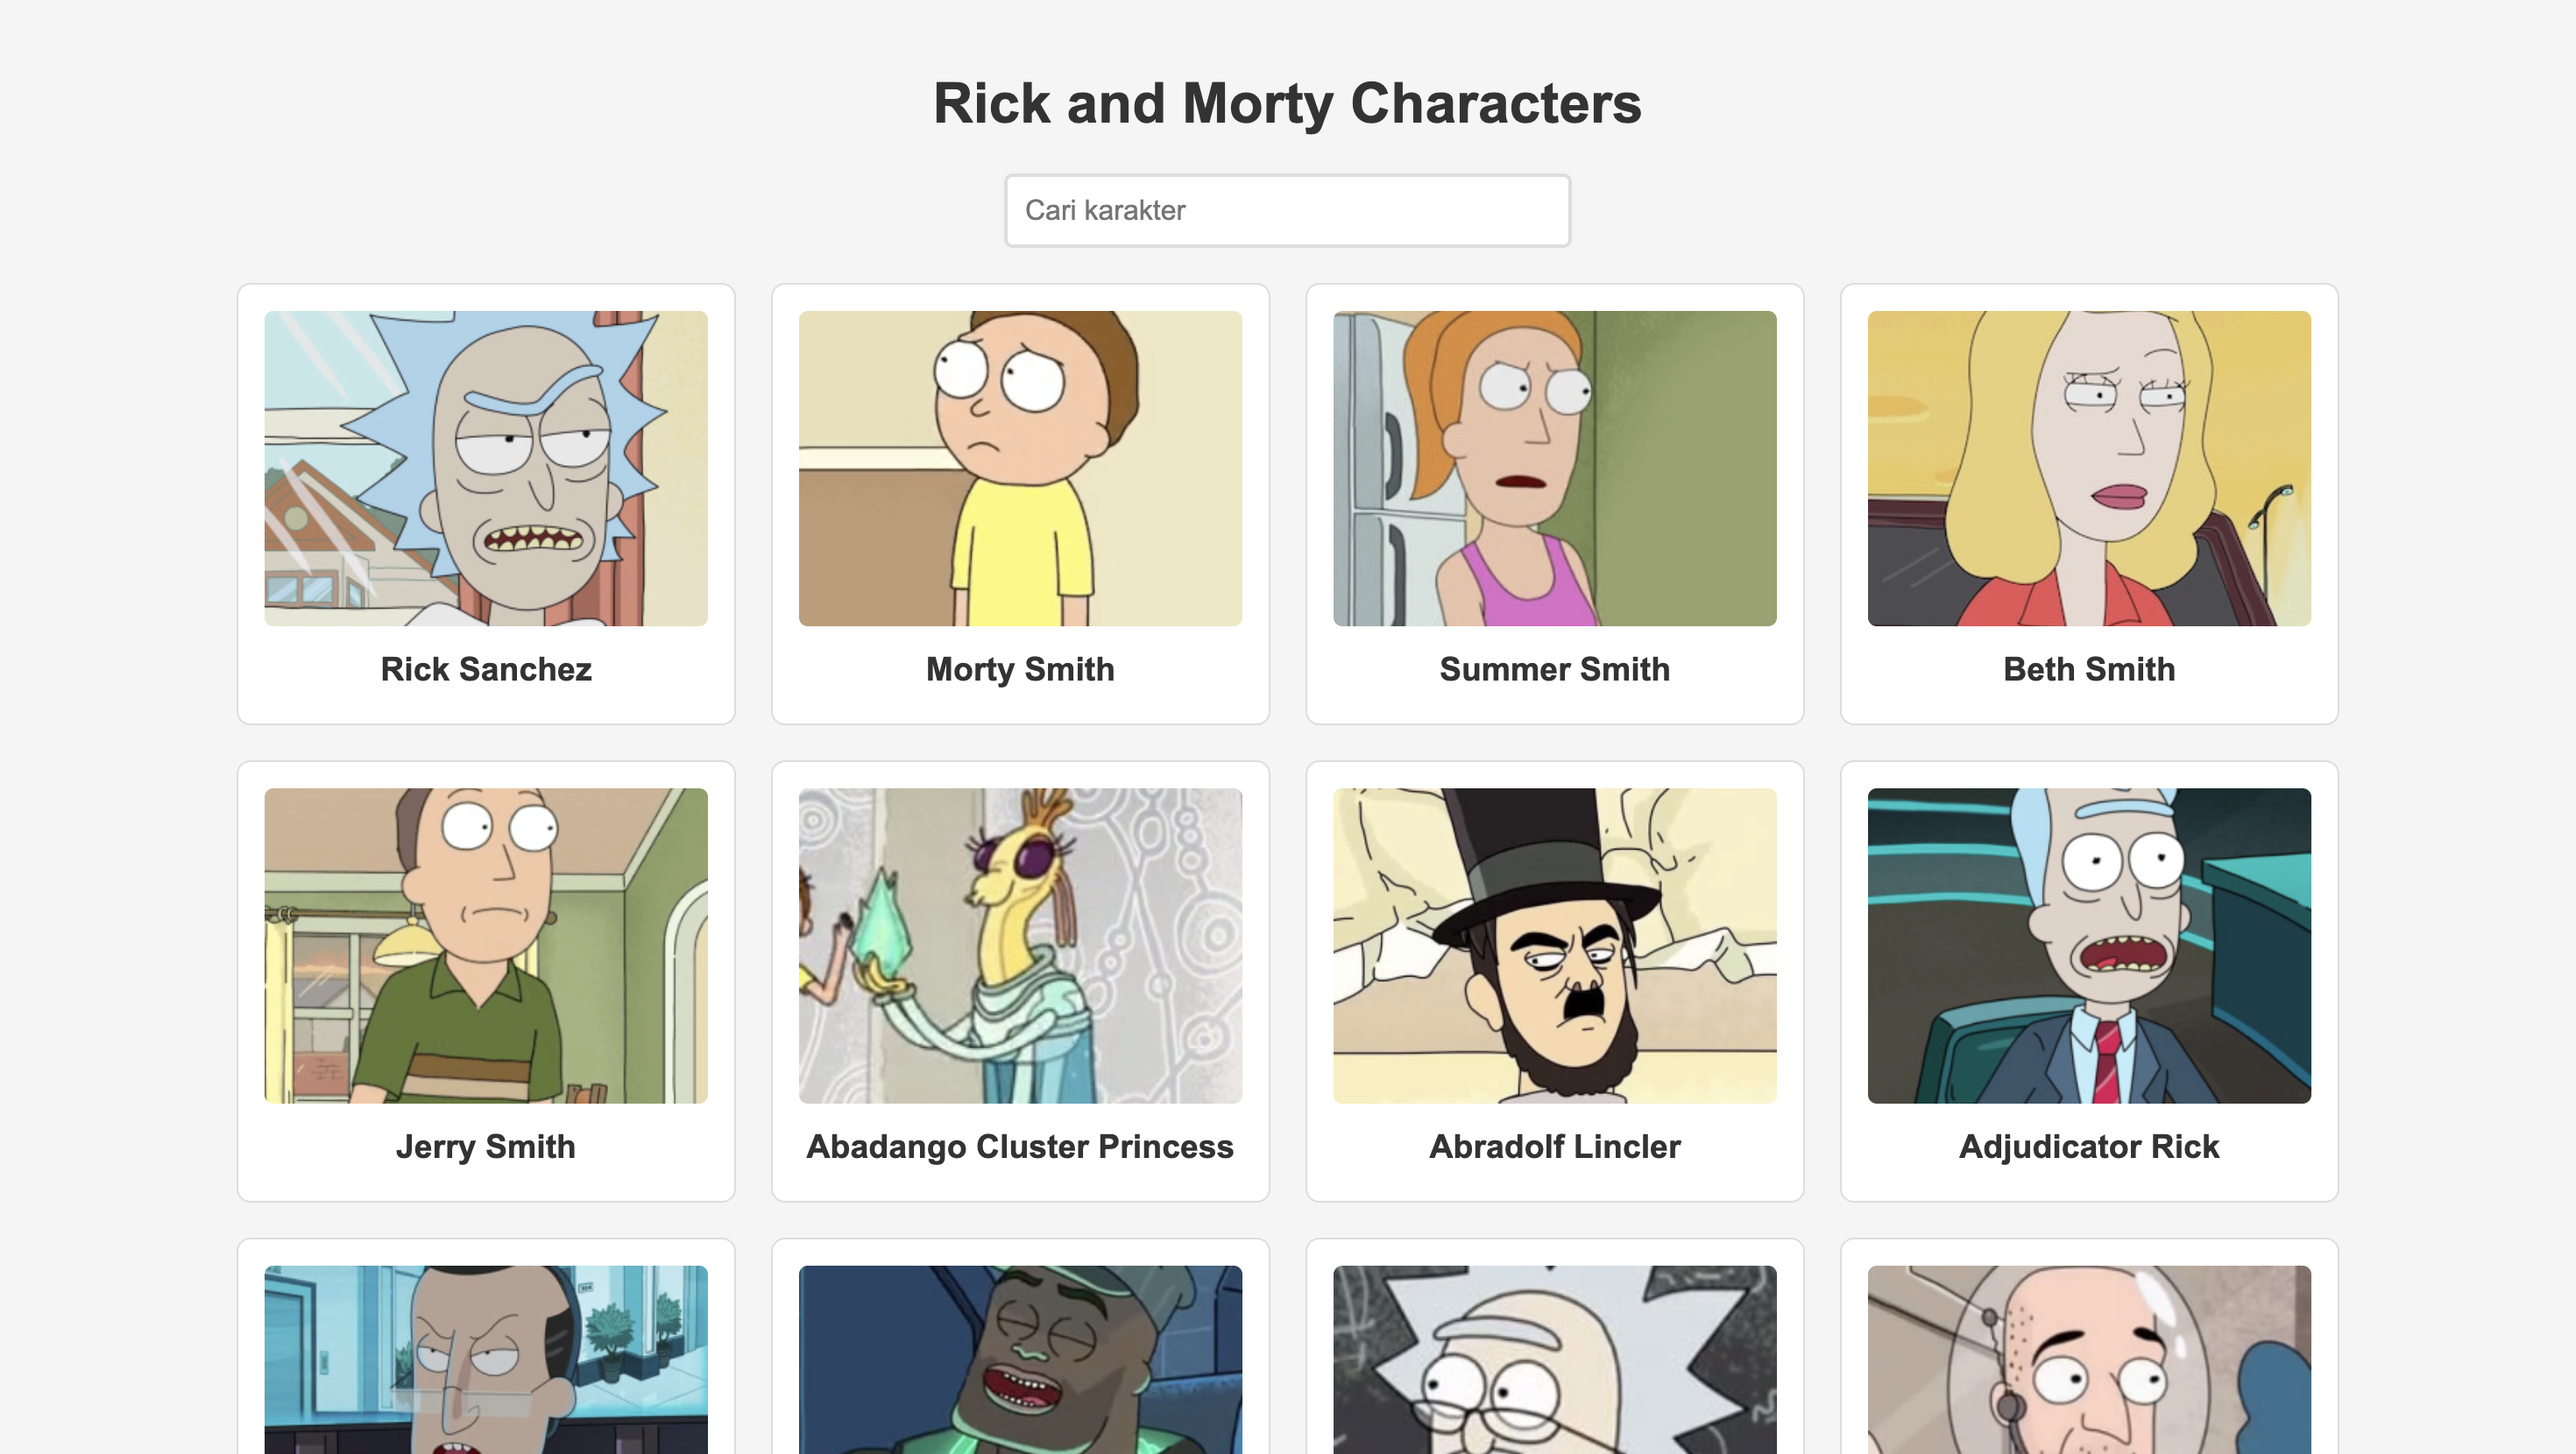 Rick and Morty Characters
Cari karakter
Rick Sanchez
Morty Smith
Summer Smith
Beth Smith
Jerry Smith
Abadango Cluster Princess
Abradolf Lincler
Adjudicator Rick